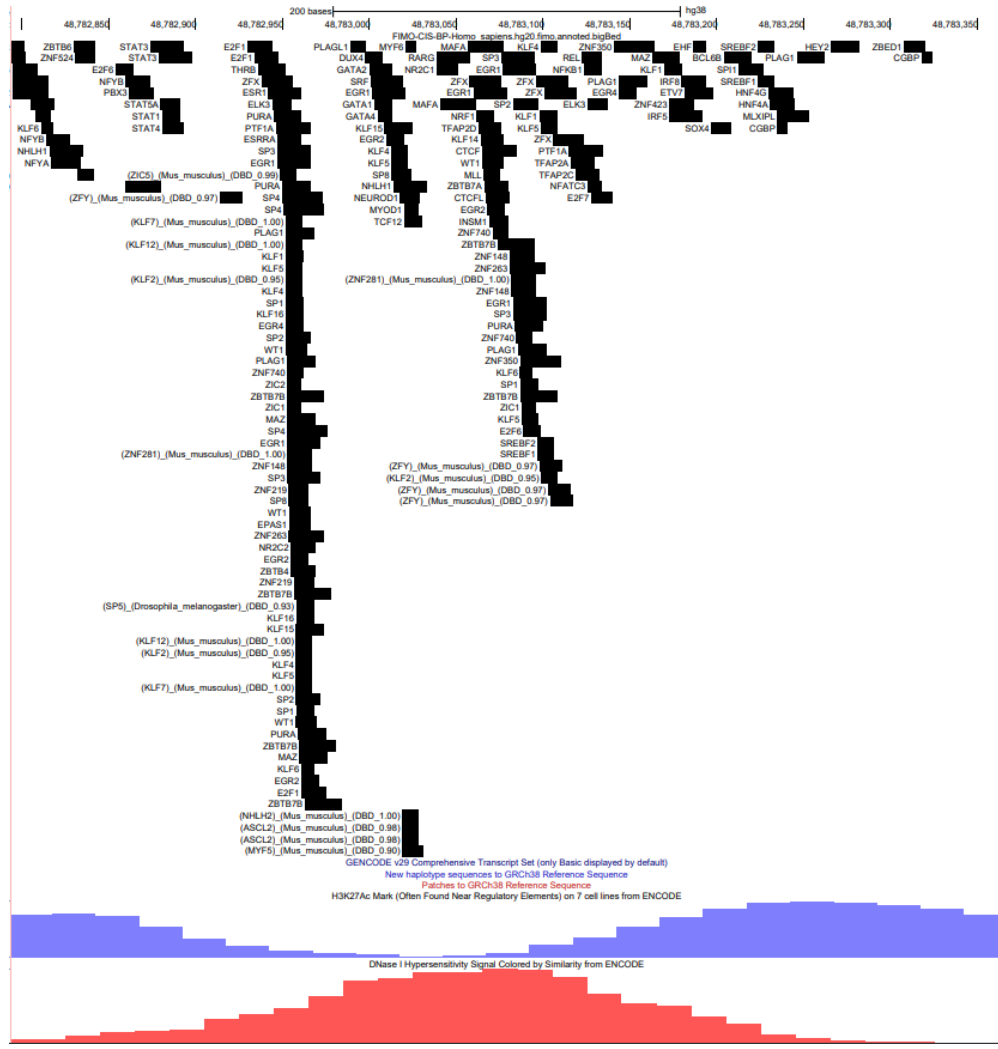 200 bases hg38
48,782,850 48,782,900 48,782,950 48,783,000 48,783,050 48,783,100 48,783,150 48,783,200 48,783,250 48,783,300 48,783,350
FIMO-CIS-BP-Homo_sapiens.hg20.fimo.annoted.bigBed
ZBTB6 STAT3 E2F1 PLAGL1 MYF6 MAFA KLF4 ZNF350 EHF SREBF2 HEY2 ZBED1
ZNF524 STAT3 E2F1 DUX4 RARG SP3 REL MAZ BCL6B PLAG1 CGBP
E2F6 THRB GATA2 NR2C1 EGR1 NFKB1 KLF1 SPI1
NFYB ZFX SRF ZFX ZFX PLAG1 IRF8 SREBF1
PBX3 ESR1 EGR1 EGR1 ZFX EGR4 ETV7 HNF4G
STAT5A ELK3 GATA1 MAFA SP2 ELK3 ZNF423 HNF4A
STAT1 PURA GATA4 NRF1 KLF1 IRF5 MLXIPL
KLF6 STAT4 PTF1A KLF15 TFAP2D KLF5 SOX4 CGBP
NFYB ESRRA EGR2 KLF14 ZFX
NHLH1 SP3 KLF4 CTCF PTF1A
NFYA EGR1 KLF5 WT1 TFAP2A
(ZIC5)_(Mus_musculus)_(DBD_0.99) SP8 MLL TFAP2C
PURA NHLH1 ZBTB7A NFATC3
(ZFY)_(Mus_musculus)_(DBD_0.97) SP4 NEUROD1 CTCFL E2F7
SP4 MYOD1 EGR2
(KLF7)_(Mus_musculus)_(DBD_1.00) TCF12 INSM1
PLAG1 ZNF740
(KLF12)_(Mus_musculus)_(DBD_1.00) ZBTB7B
KLF1 ZNF148
KLF5 ZNF263
(KLF2)_(Mus_musculus)_(DBD_0.95) (ZNF281)_(Mus_musculus)_(DBD_1.00)
KLF4 ZNF148
SP1 EGR1
KLF16 SP3
EGR4 PURA
SP2 ZNF740
WT1 PLAG1
PLAG1 ZNF350
ZNF740 KLF6
ZIC2 SP1
ZBTB7B ZBTB7B
ZIC1 ZIC1
MAZ KLF5
SP4 E2F6
EGR1 SREBF2
(ZNF281)_(Mus_musculus)_(DBD_1.00) SREBF1
ZNF148 (ZFY)_(Mus_musculus)_(DBD_0.97)
SP3 (KLF2)_(Mus_musculus)_(DBD_0.95)
ZNF219 (ZFY)_(Mus_musculus)_(DBD_0.97)
SP8 (ZFY)_(Mus_musculus)_(DBD_0.97)
WT1
EPAS1
ZNF263
NR2C2
EGR2
ZBTB4
ZNF219
ZBTB7B
(SP5)_(Drosophila_melanogaster)_(DBD_0.93)
KLF16
KLF15
(KLF12)_(Mus_musculus)_(DBD_1.00)
(KLF2)_(Mus_musculus)_(DBD_0.95)
KLF4
KLF5
(KLF7)_(Mus_musculus)_(DBD_1.00)
SP2
SP1
WT1
PURA
ZBTB7B
MAZ
KLF6
EGR2
E2F1
ZBTB7B
(NHLH2)_(Mus_musculus)_(DBD_1.00)
(ASCL2)_(Mus_musculus)_(DBD_0.98)
(ASCL2)_(Mus_musculus)_(DBD_0.98)
(MYF5)_(Mus_musculus)_(DBD_0.90)
GENCODE v29 Comprehensive Transcript Set (only Basic displayed by default)
New haplotype sequences to GRCh38 Reference Sequence
Patches to GRCh38 Reference Sequence
H3K27Ac Mark (Often Found Near Regulatory Elements) on 7 cell lines from ENCODE
DNase I Hypersensitivity Signal Colored by Similarity from ENCODE